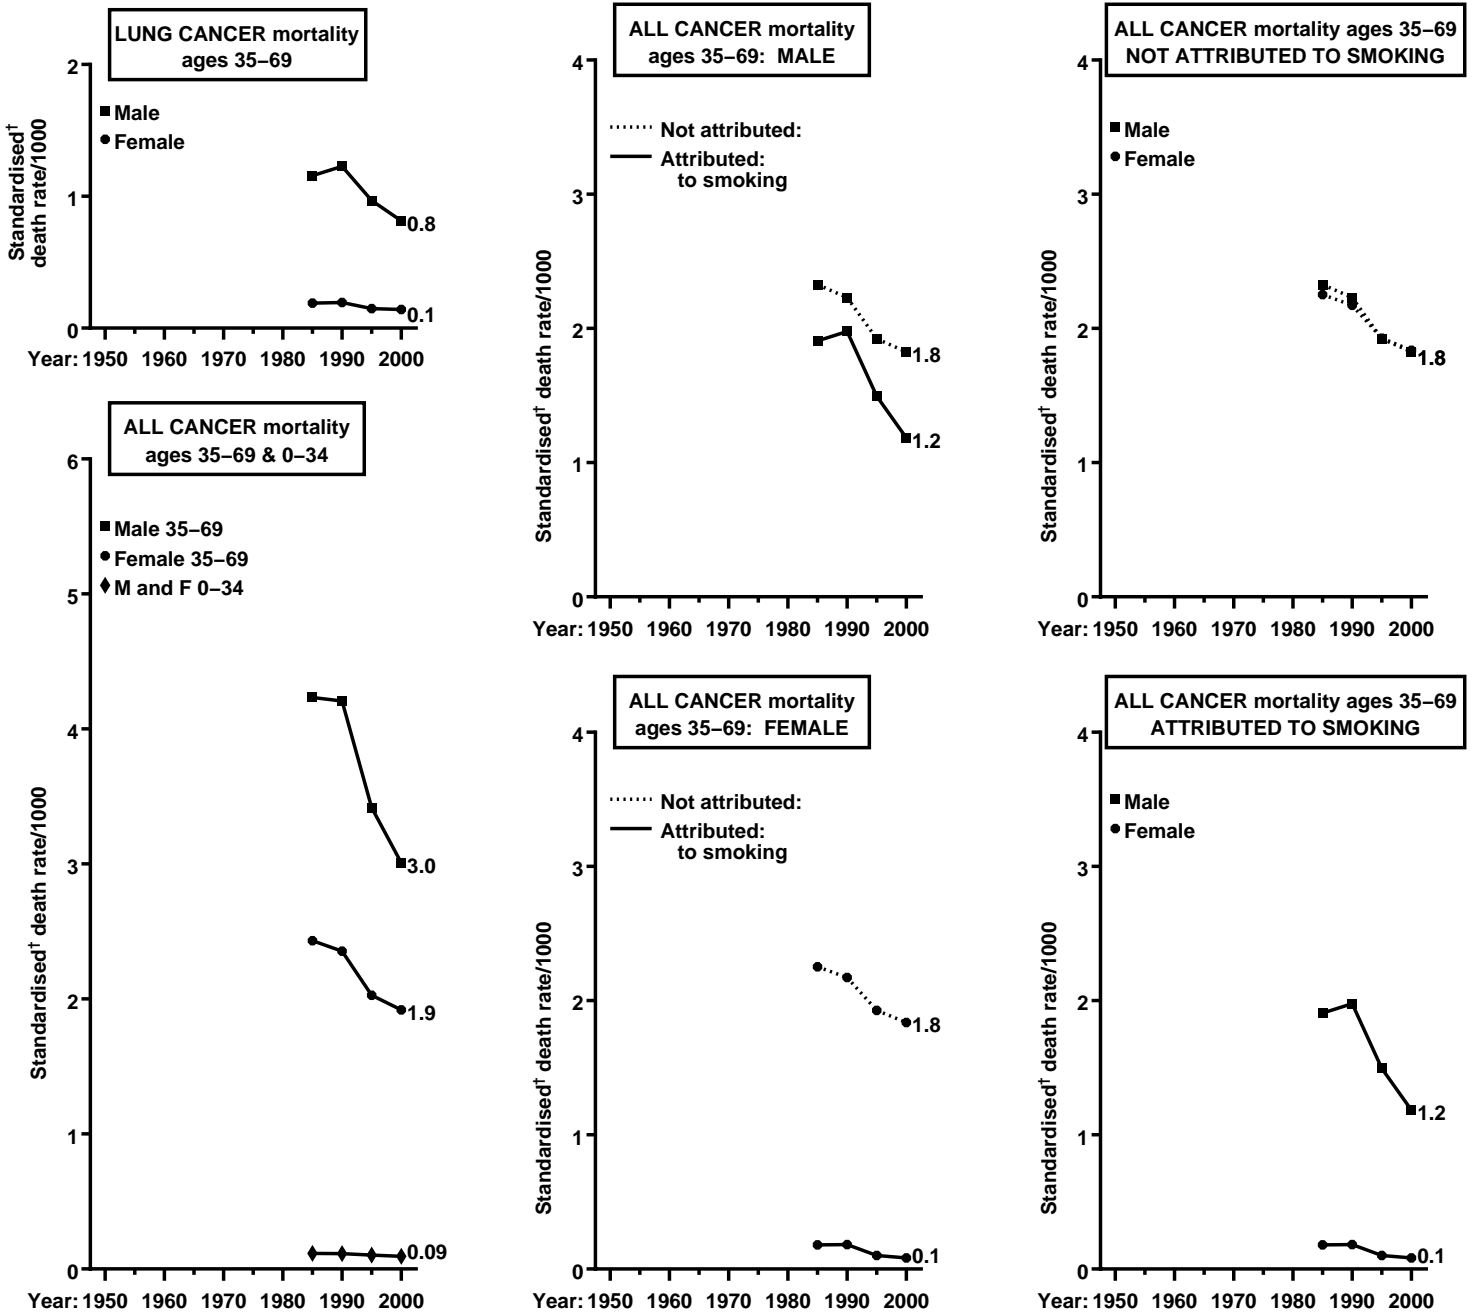 LUNG CANCER mortality
ages 35–69
2
1
0
Standardised†
death rate/1000
Male
Female
0.8
0.1
Year: 1950 1960 1970 1980 1990 2000
ALL CANCER mortality
ages 35–69 & 0–34
6
5
4
3
2
1
0
Standardised† death rate/1000
Male 35–69
Female 35–69
M and F 0–34
3.0
1.9
0.09
Year: 1950 1960 1970 1980 1990 2000
ALL CANCER mortality
ages 35–69: MALE
4
3
2
1
0
Standardised† death rate/1000
Not attributed:
Attributed:
to smoking
1.8
1.2
Year: 1950 1960 1970 1980 1990 2000
ALL CANCER mortality
ages 35–69: FEMALE
4
3
2
1
0
Standardised† death rate/1000
Not attributed:
Attributed:
to smoking
1.8
0.1
Year: 1950 1960 1970 1980 1990 2000
ALL CANCER mortality ages 35–69
NOT ATTRIBUTED TO SMOKING
4
3
2
1
0
Standardised† death rate/1000
Male
Female
1.8
Year: 1950 1960 1970 1980 1990 2000
ALL CANCER mortality ages 35–69
ATTRIBUTED TO SMOKING
4
3
2
1
0
Standardised† death rate/1000
Male
Female
1.2
0.1
Year: 1950 1960 1970 1980 1990 2000